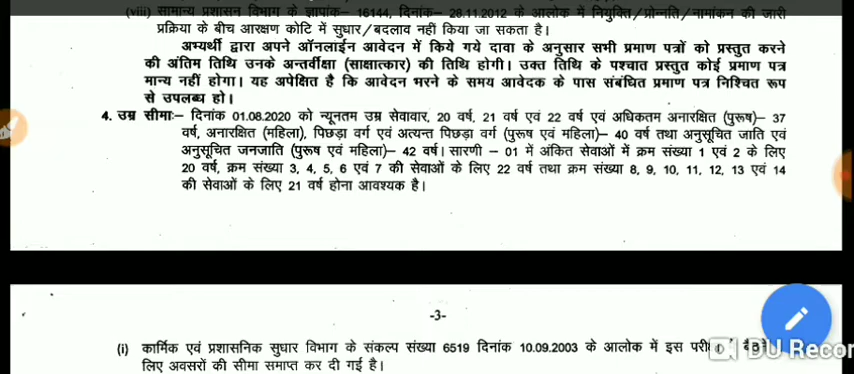 (viii) सामान्य प्रशासन विभाग के ज्ञापांक– 16144, दिनांक– 28.11.2012 के आलोक में नियुक्ति/प्रोन्नति/नामांकन की जारी
प्रक्रिया के बीच आरक्षण कोटि में सुधार/बदलाव नहीं किया जा सकता है।
अभ्यर्थी द्वारा अपने ऑनलाईन आवेदन में किये गये दावा के अनुसार सभी प्रमाण पत्रों को प्रस्तुत करने
की अंतिम तिथि उनके अन्तर्वीक्षा (साक्षात्कार) की तिथि होगी। उक्त तिथि के पश्चात प्रस्तुत कोई प्रमाण पत्र
मान्य नहीं होगा। यह अपेक्षित है कि आवेदन भरने के समय आवेदक के पास संबंधित प्रमाण पत्र निश्चित रूप
से उपलब्ध हो।
4. उम्र सीमा:– दिनांक 01.08.2020 को न्यूनतम उम्र सेवावार, 20 वर्ष, 21 वर्ष एवं 22 वर्ष एवं अधिकतम अनारक्षित (पुरूष)– 37
वर्ष, अनारक्षित (महिला), पिछड़ा वर्ग एवं अत्यन्त पिछड़ा वर्ग (पुरूष एवं महिला)– 40 वर्ष तथा अनुसूचित जाति एवं
अनुसूचित जनजाति (पुरूष एवं महिला)– 42 वर्ष। सारणी – 01 में अंकित सेवाओं में क्रम संख्या 1 एवं 2 के लिए
20 वर्ष, क्रम संख्या 3, 4, 5, 6 एवं 7 की सेवाओं के लिए 22 वर्ष तथा क्रम संख्या 8, 9, 10, 11, 12, 13 एवं 14
की सेवाओं के लिए 21 वर्ष होना आवश्यक है।
-3-
(i) कार्मिक एवं प्रशासनिक सुधार विभाग के संकल्प संख्या 6519 दिनांक 10.09.2003 के आलोक में इस
लिए अवसरों की सीमा समाप्त कर दी गई है।
DU Recor